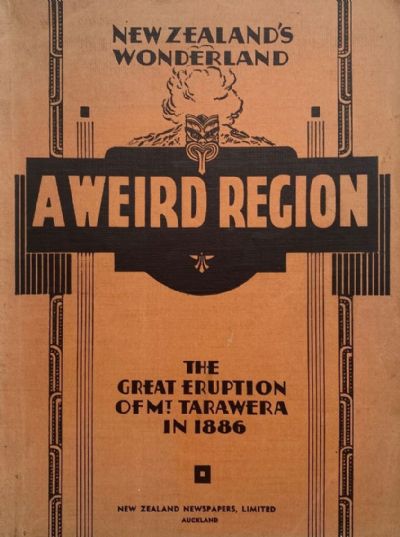 NEW ZEALAND'S
WONDERLAND
A WEIRD REGION
THE
GREAT ERUPTION
OF MT TARAWERA
IN 1886
NEW ZEALAND NEWSPAPERS, LIMITED
AUCKLAND